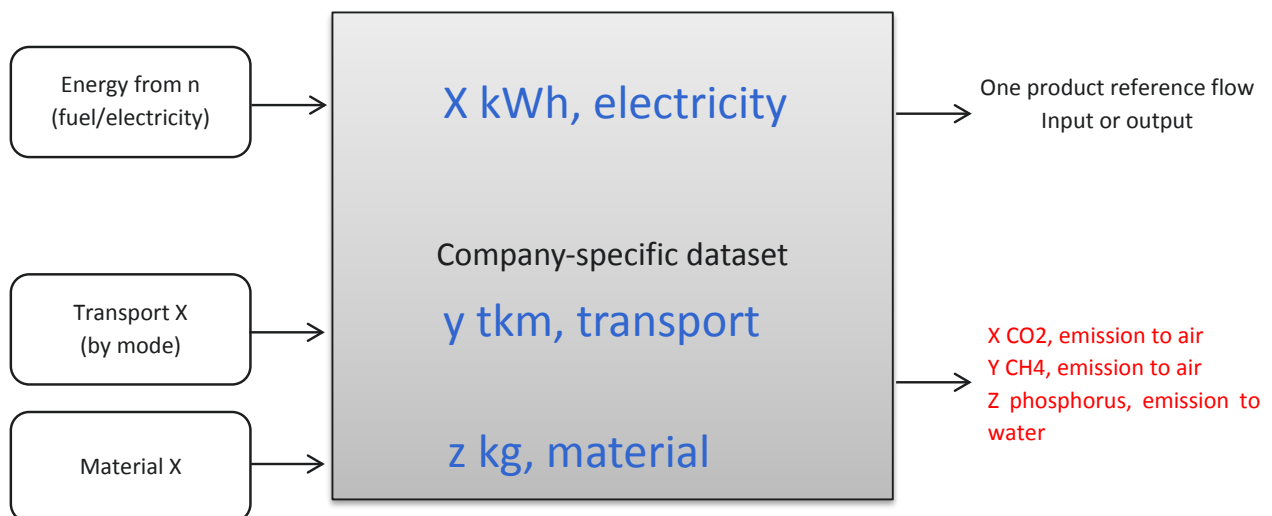 Energy from n
(fuel/electricity)
X kWh, electricity
One product reference flow
Input or output
Company-specific dataset
Transport X
(by mode)
y tkm, transport
X CO2, emission to air
Y CH4, emission to air
Z phosphorus, emission to
water
Material X
z kg, material